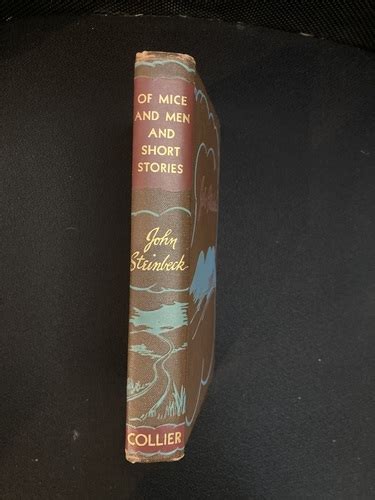 OF MICE
AND MEN
AND
SHORT
STORIES
John
Steinbeck
COLLIER